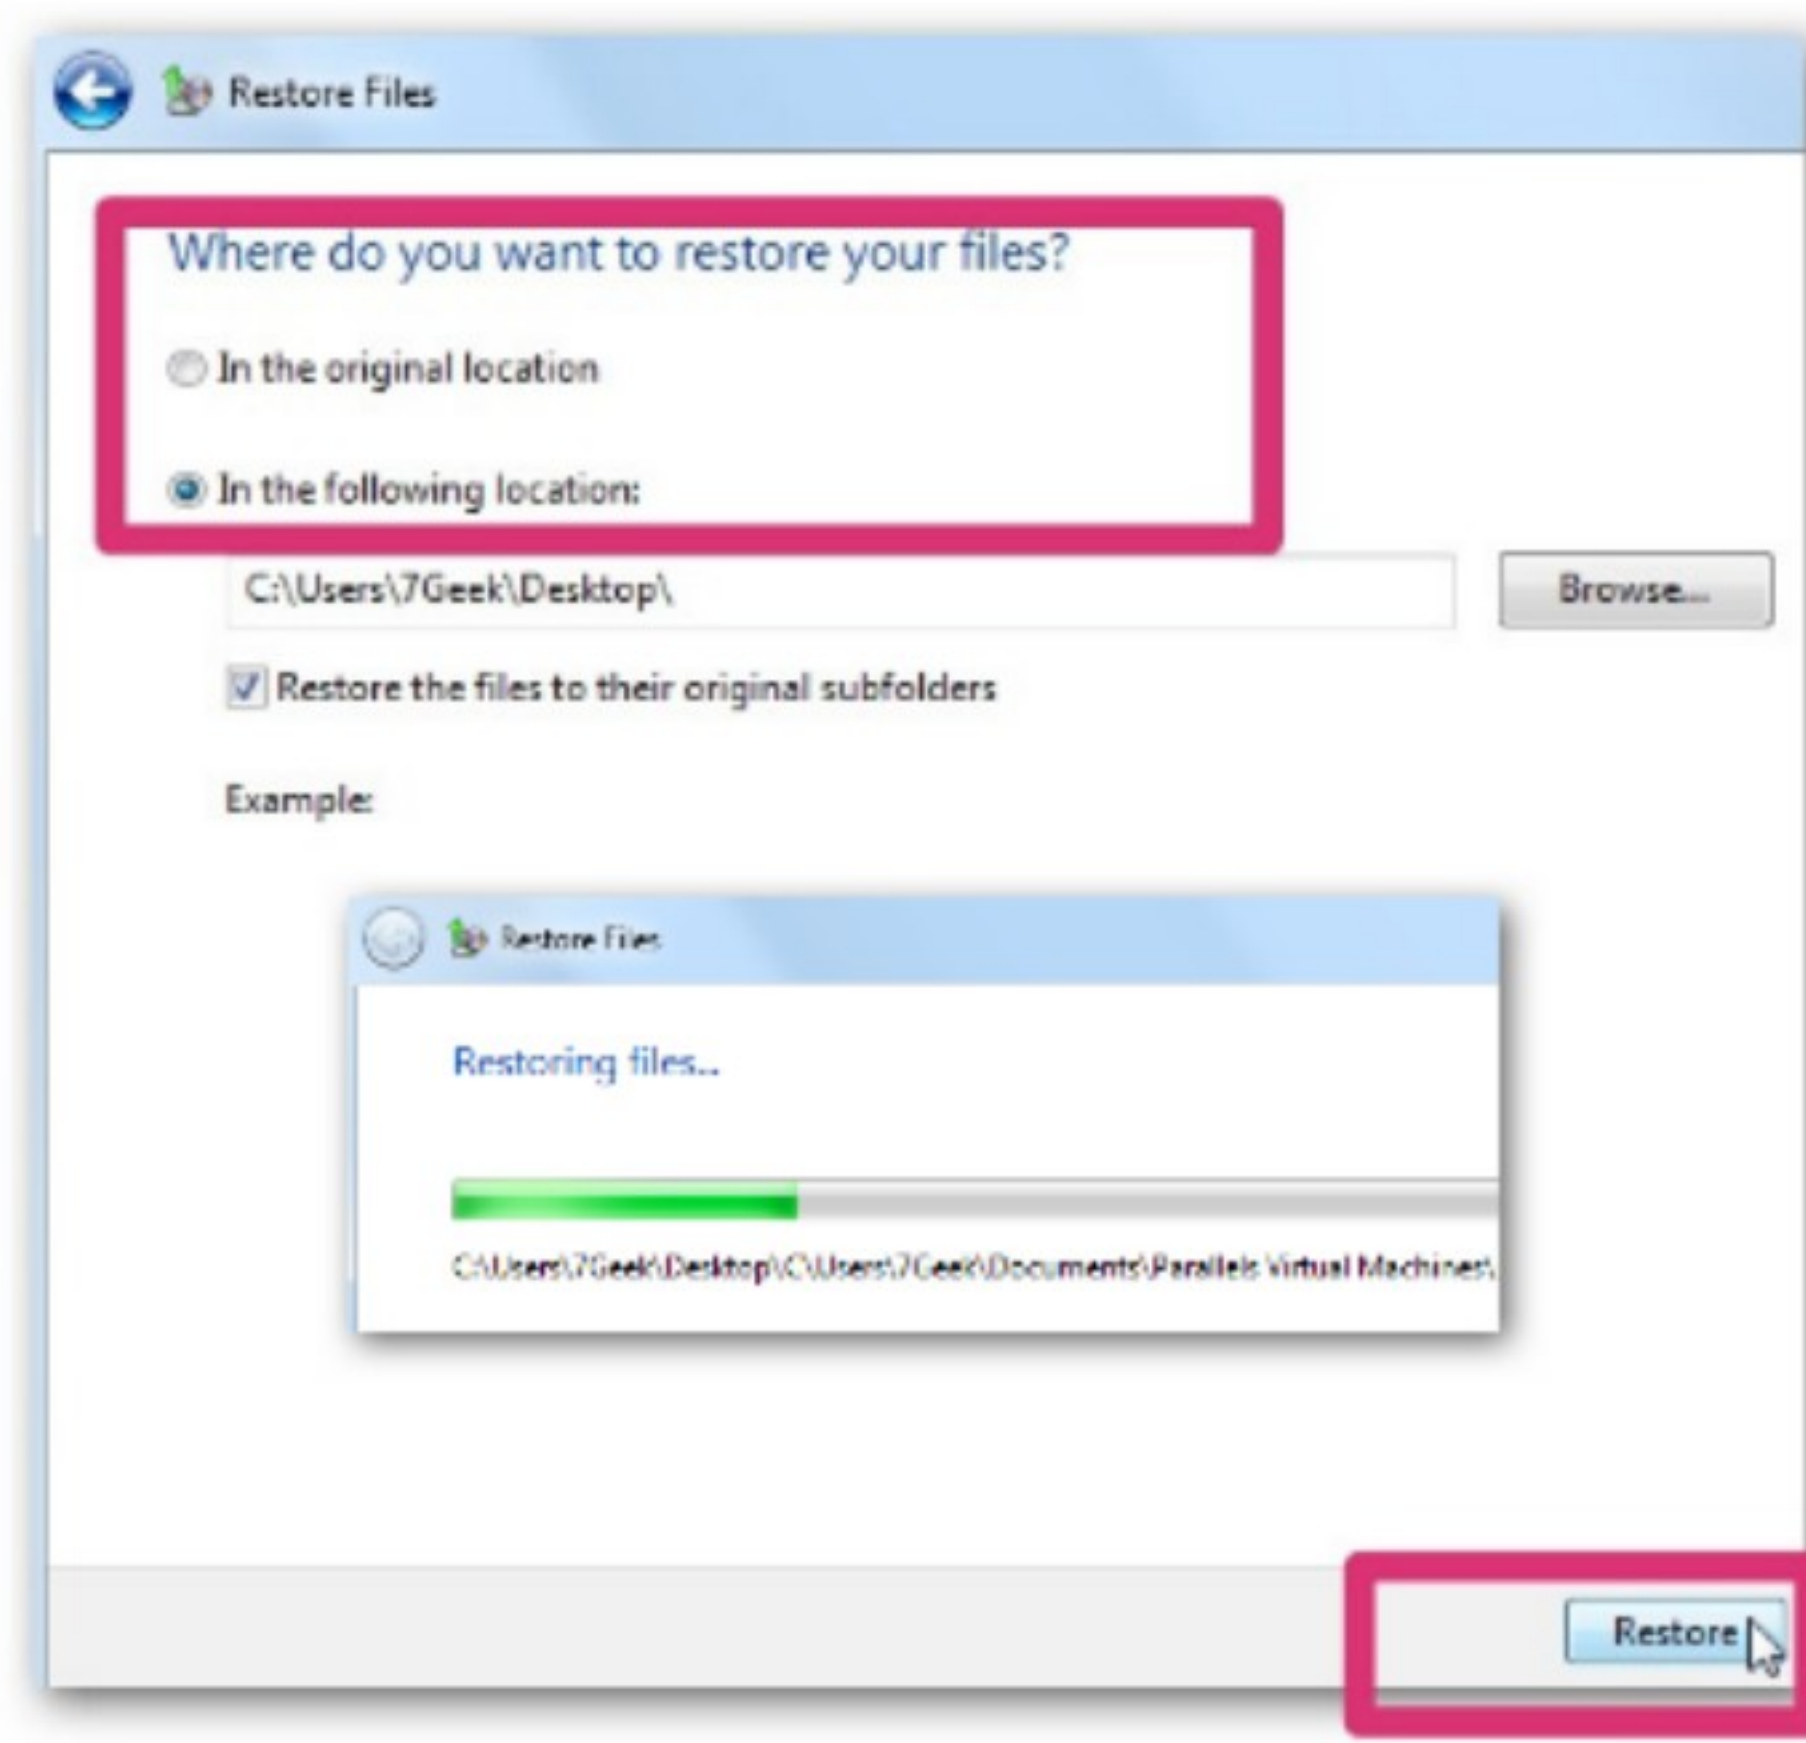 Restore Files
Where do you want to restore your files?
In the original location
In the following location:
C:\Users\7Geek\Desktop\
Browse...
Restore the files to their original subfolders
Example:
Restore Files
Restoring files...
C:\Users\7Geek\Desktop\C\Users\7Geek\Documents\Parallels Virtual Machines\
Restore